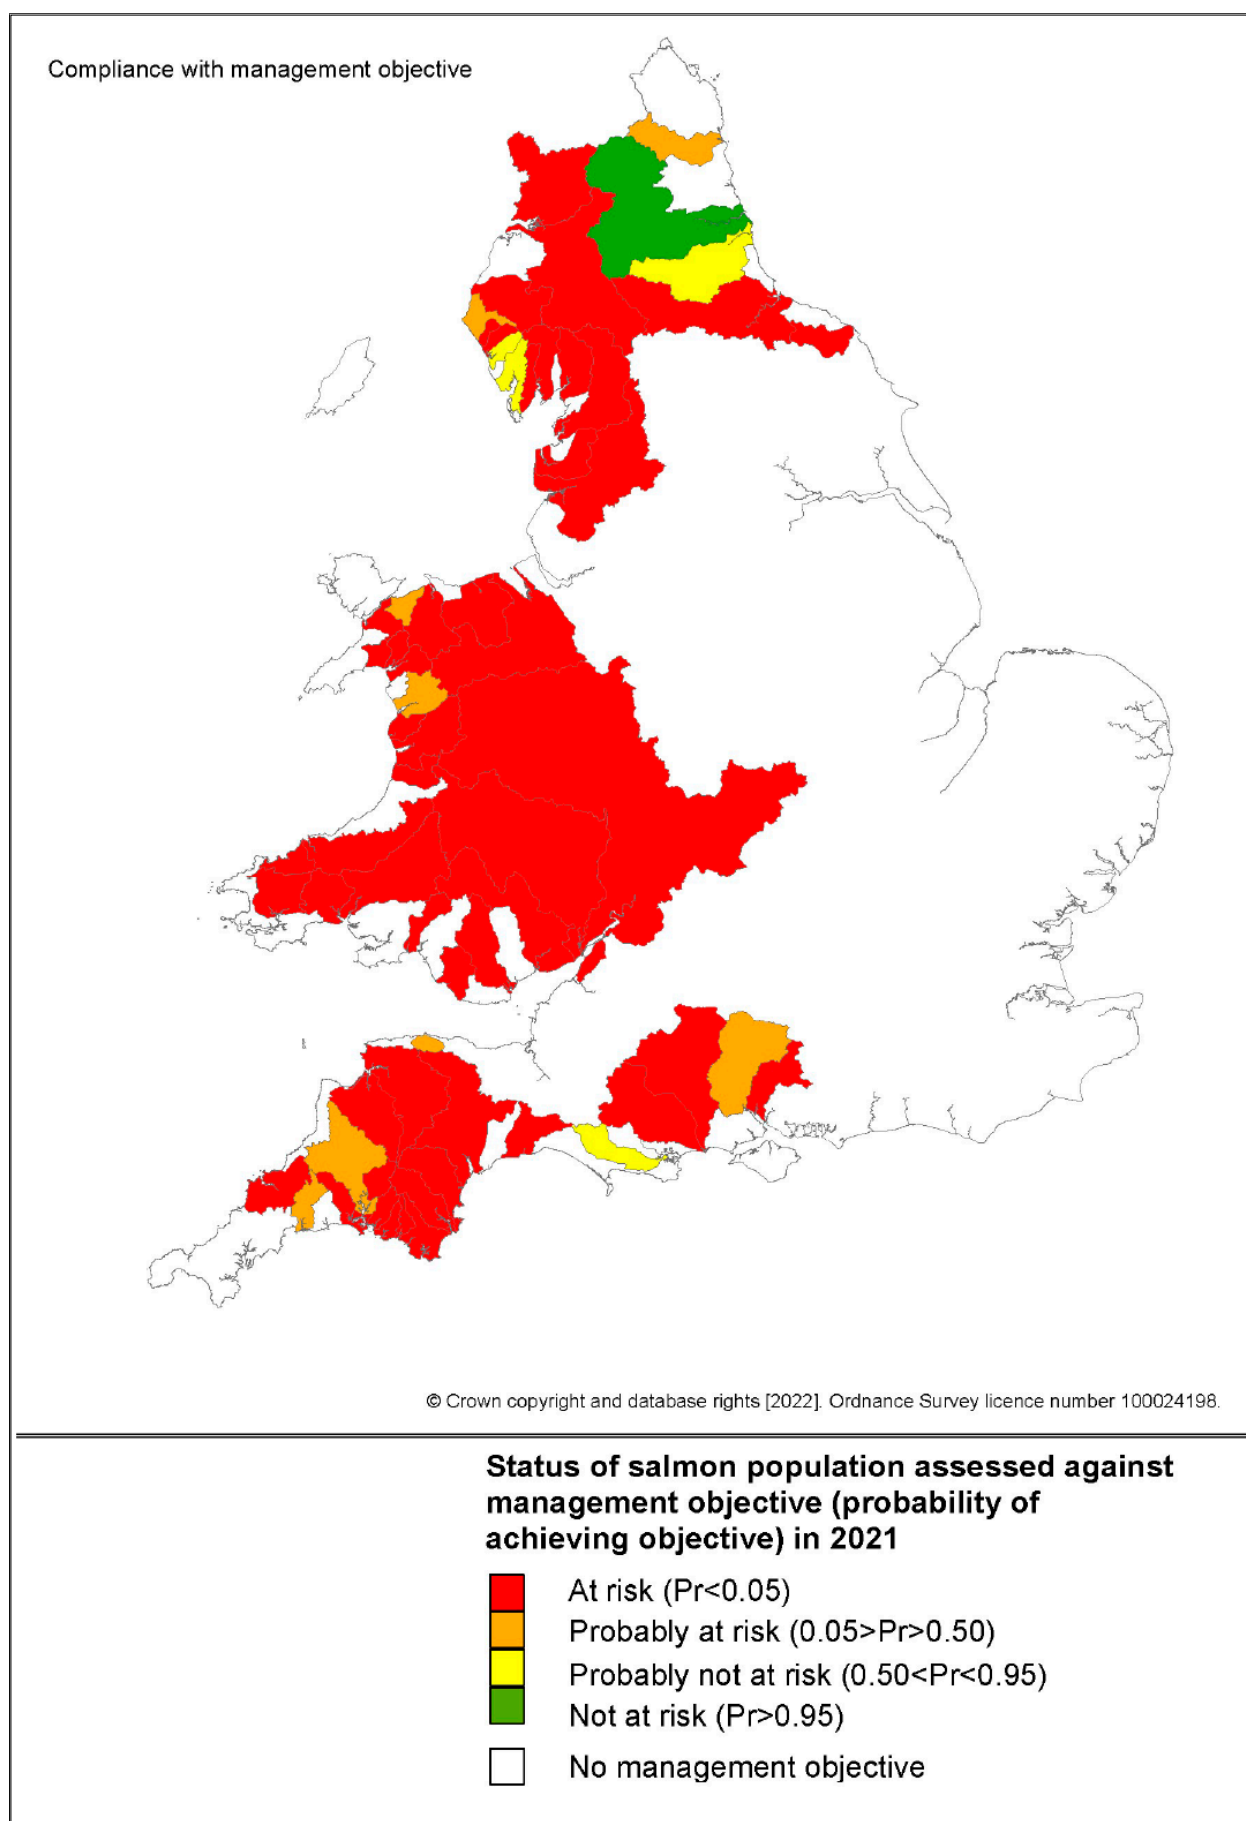 Compliance with management objective
© Crown copyright and database rights [2022]. Ordnance Survey licence number 100024198.
Status of salmon population assessed against
management objective (probability of
achieving objective) in 2021
At risk (Pr<0.05)
Probably at risk (0.05>Pr>0.50)
Probably not at risk (0.50<Pr<0.95)
Not at risk (Pr>0.95)
No management objective